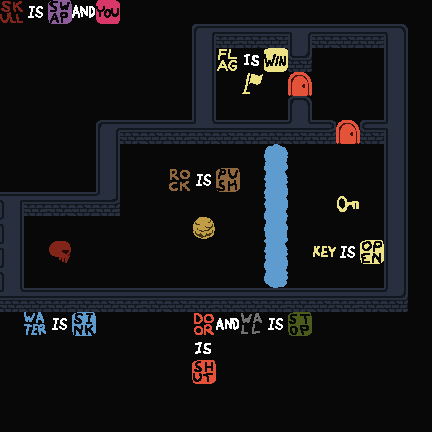 SKULL IS SWAP AND YOU
FLAG IS WIN
ROCK IS PUSH
KEY IS OPEN
WATER IS SINK
DOOR AND WALL IS STOP
IS
SHUT